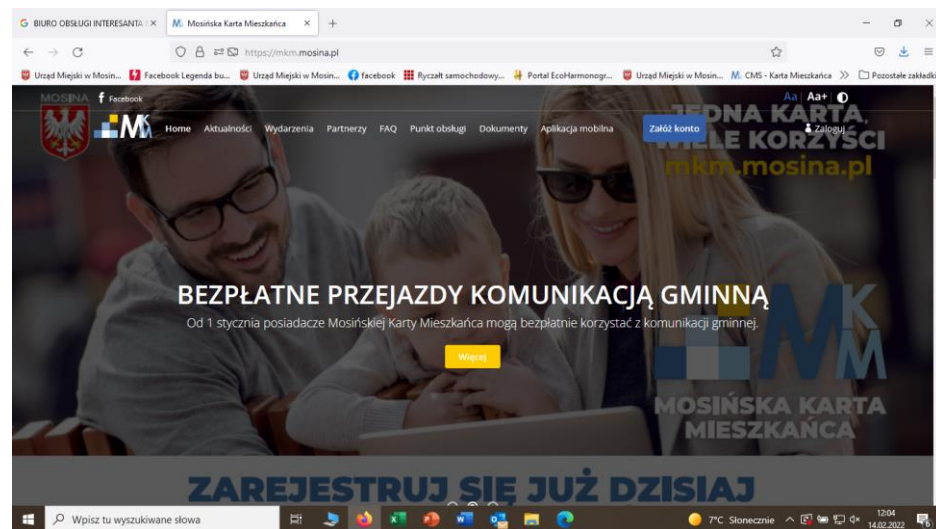 BIURO OBSŁUGI INTERESANTA
Mosińska Karta Mieszkańca
https://mkm.mosina.pl
Urząd Miejski w Mosin... Facebook Legenda bu... Urząd Miejski w Mosin... facebook Ryczałt samochodowy... Portal EcoHarmonogr... Urząd Miejski w Mosin... CMS - Karta Mieszkańca Pozostałe zakładki
MOSINA Facebook Aa Aa+
MKM Home Aktualności Wydarzenia Partnerzy FAQ Punkt obsługi Dokumenty Aplikacja mobilna Załóż konto Zaloguj
JEDNA KARTA,
WIELE KORZYŚCI
mkm.mosina.pl
BEZPŁATNE PRZEJAZDY KOMUNIKACJĄ GMINNĄ
Od 1 stycznia posiadacze Mosińskiej Karty Mieszkańca mogą bezpłatnie korzystać z komunikacji gminnej.
Więcej
MKM
MOSIŃSKA KARTA
MIESZKAŃCA
ZAREJESTRUJ SIĘ JUŻ DZISIAJ
Wpisz tu wyszukiwane słowa
7°C Słonecznie
12:04
14.02.2022